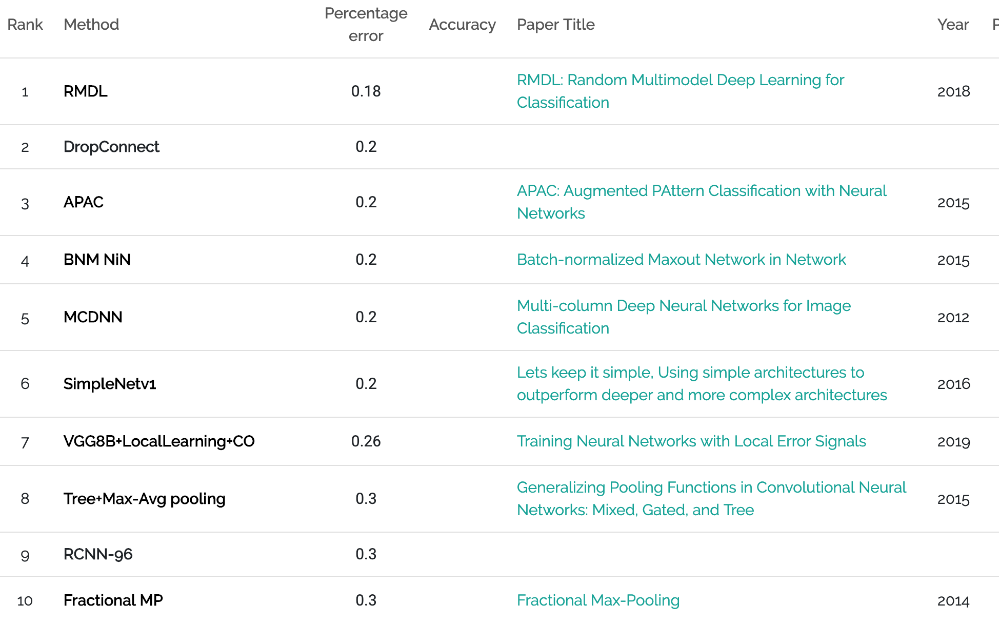 Rank Method Percentage error Accuracy Paper Title Year P
1 RMDL 0.18 RMDL: Random Multimodel Deep Learning for
Classification 2018
2 DropConnect 0.2
3 APAC 0.2 APAC: Augmented PAttern Classification with Neural
Networks 2015
4 BNM NiN 0.2 Batch-normalized Maxout Network in Network 2015
5 MCDNN 0.2 Multi-column Deep Neural Networks for Image
Classification 2012
6 SimpleNetv1 0.2 Lets keep it simple, Using simple architectures to
outperform deeper and more complex architectures 2016
7 VGG8B+LocalLearning+CO 0.26 Training Neural Networks with Local Error Signals 2019
8 Tree+Max-Avg pooling 0.3 Generalizing Pooling Functions in Convolutional Neural
Networks: Mixed, Gated, and Tree 2015
9 RCNN-96 0.3
10 Fractional MP 0.3 Fractional Max-Pooling 2014